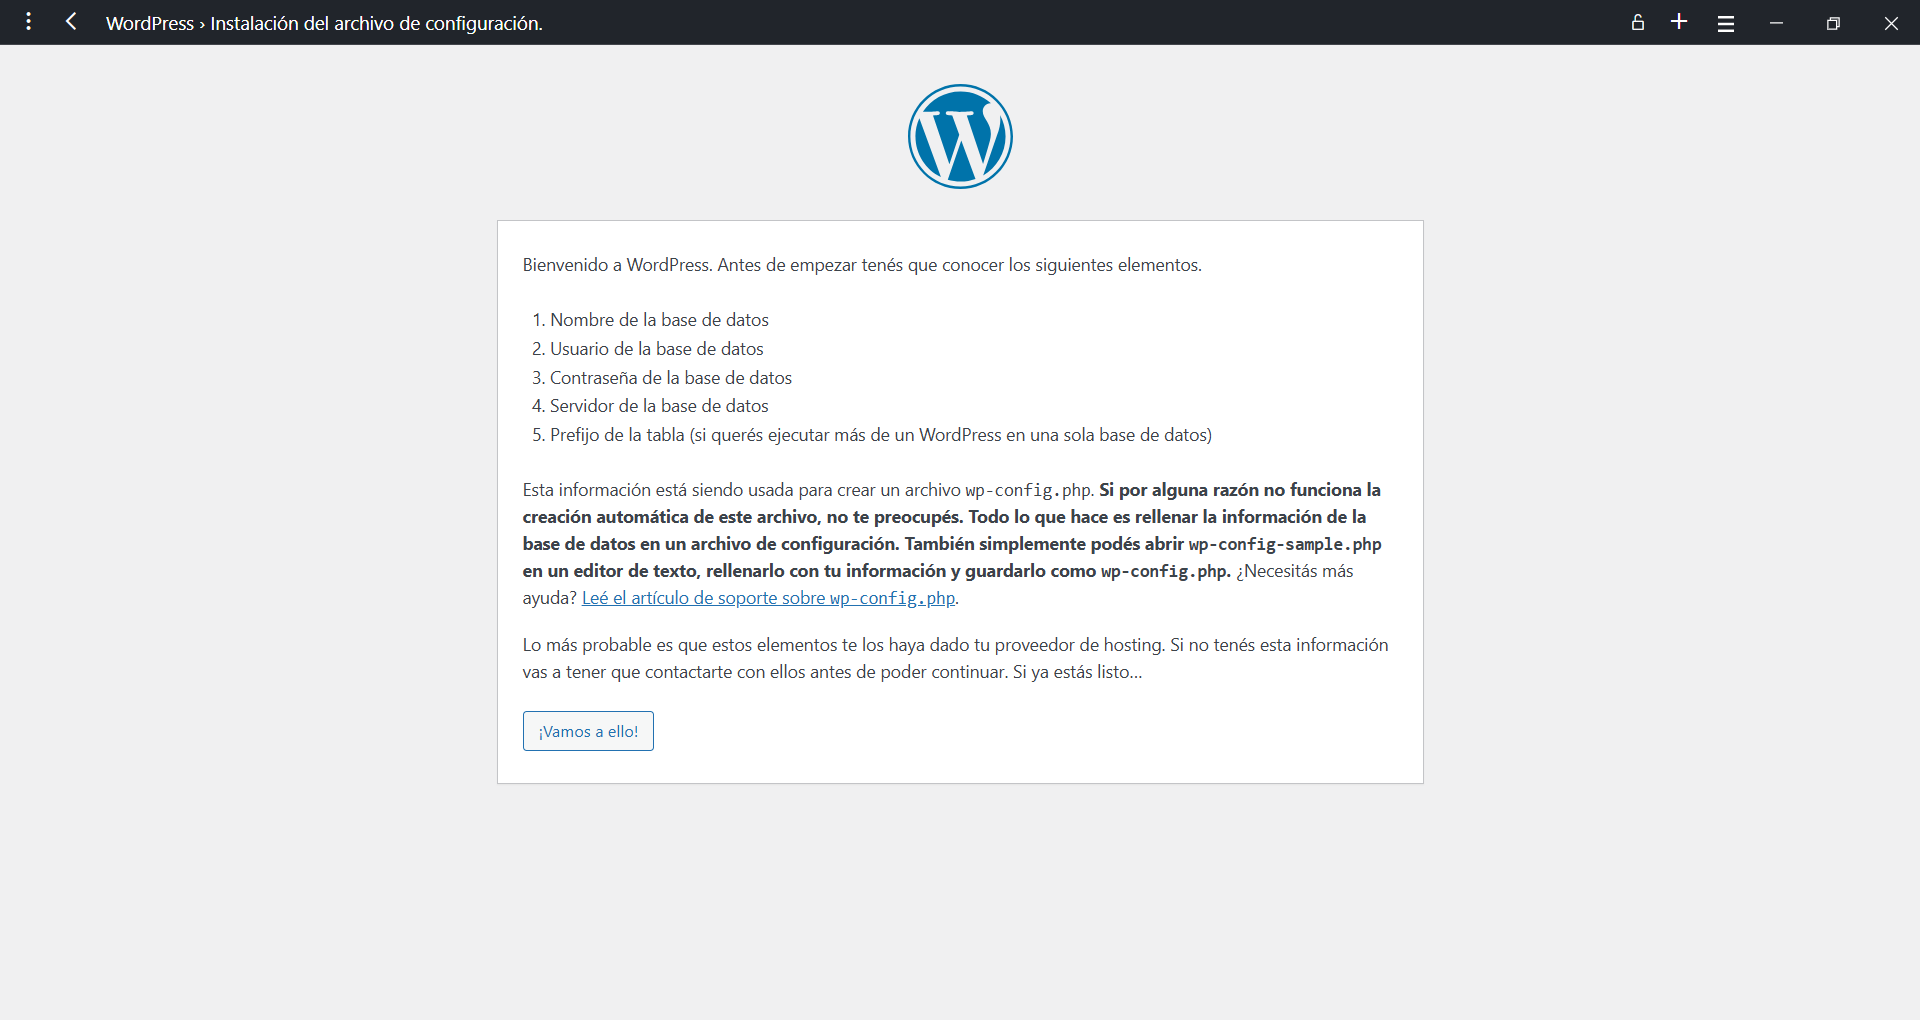 WordPress › Instalación del archivo de configuración.
Bienvenido a WordPress. Antes de empezar tenés que conocer los siguientes elementos.
1. Nombre de la base de datos
2. Usuario de la base de datos
3. Contraseña de la base de datos
4. Servidor de la base de datos
5. Prefijo de la tabla (si querés ejecutar más de un WordPress en una sola base de datos)
Esta información está siendo usada para crear un archivo wp-config.php. Si por alguna razón no funciona la
creación automática de este archivo, no te preocupés. Todo lo que hace es rellenar la información de la
base de datos en un archivo de configuración. También simplemente podés abrir wp-config-sample.php
en un editor de texto, rellenarlo con tu información y guardarlo como wp-config.php. ¿Necesitás más
ayuda? Leé el artículo de soporte sobre wp-config.php.
Lo más probable es que estos elementos te los haya dado tu proveedor de hosting. Si no tenés esta información
vas a tener que contactarte con ellos antes de poder continuar. Si ya estás listo...
¡Vamos a ello!